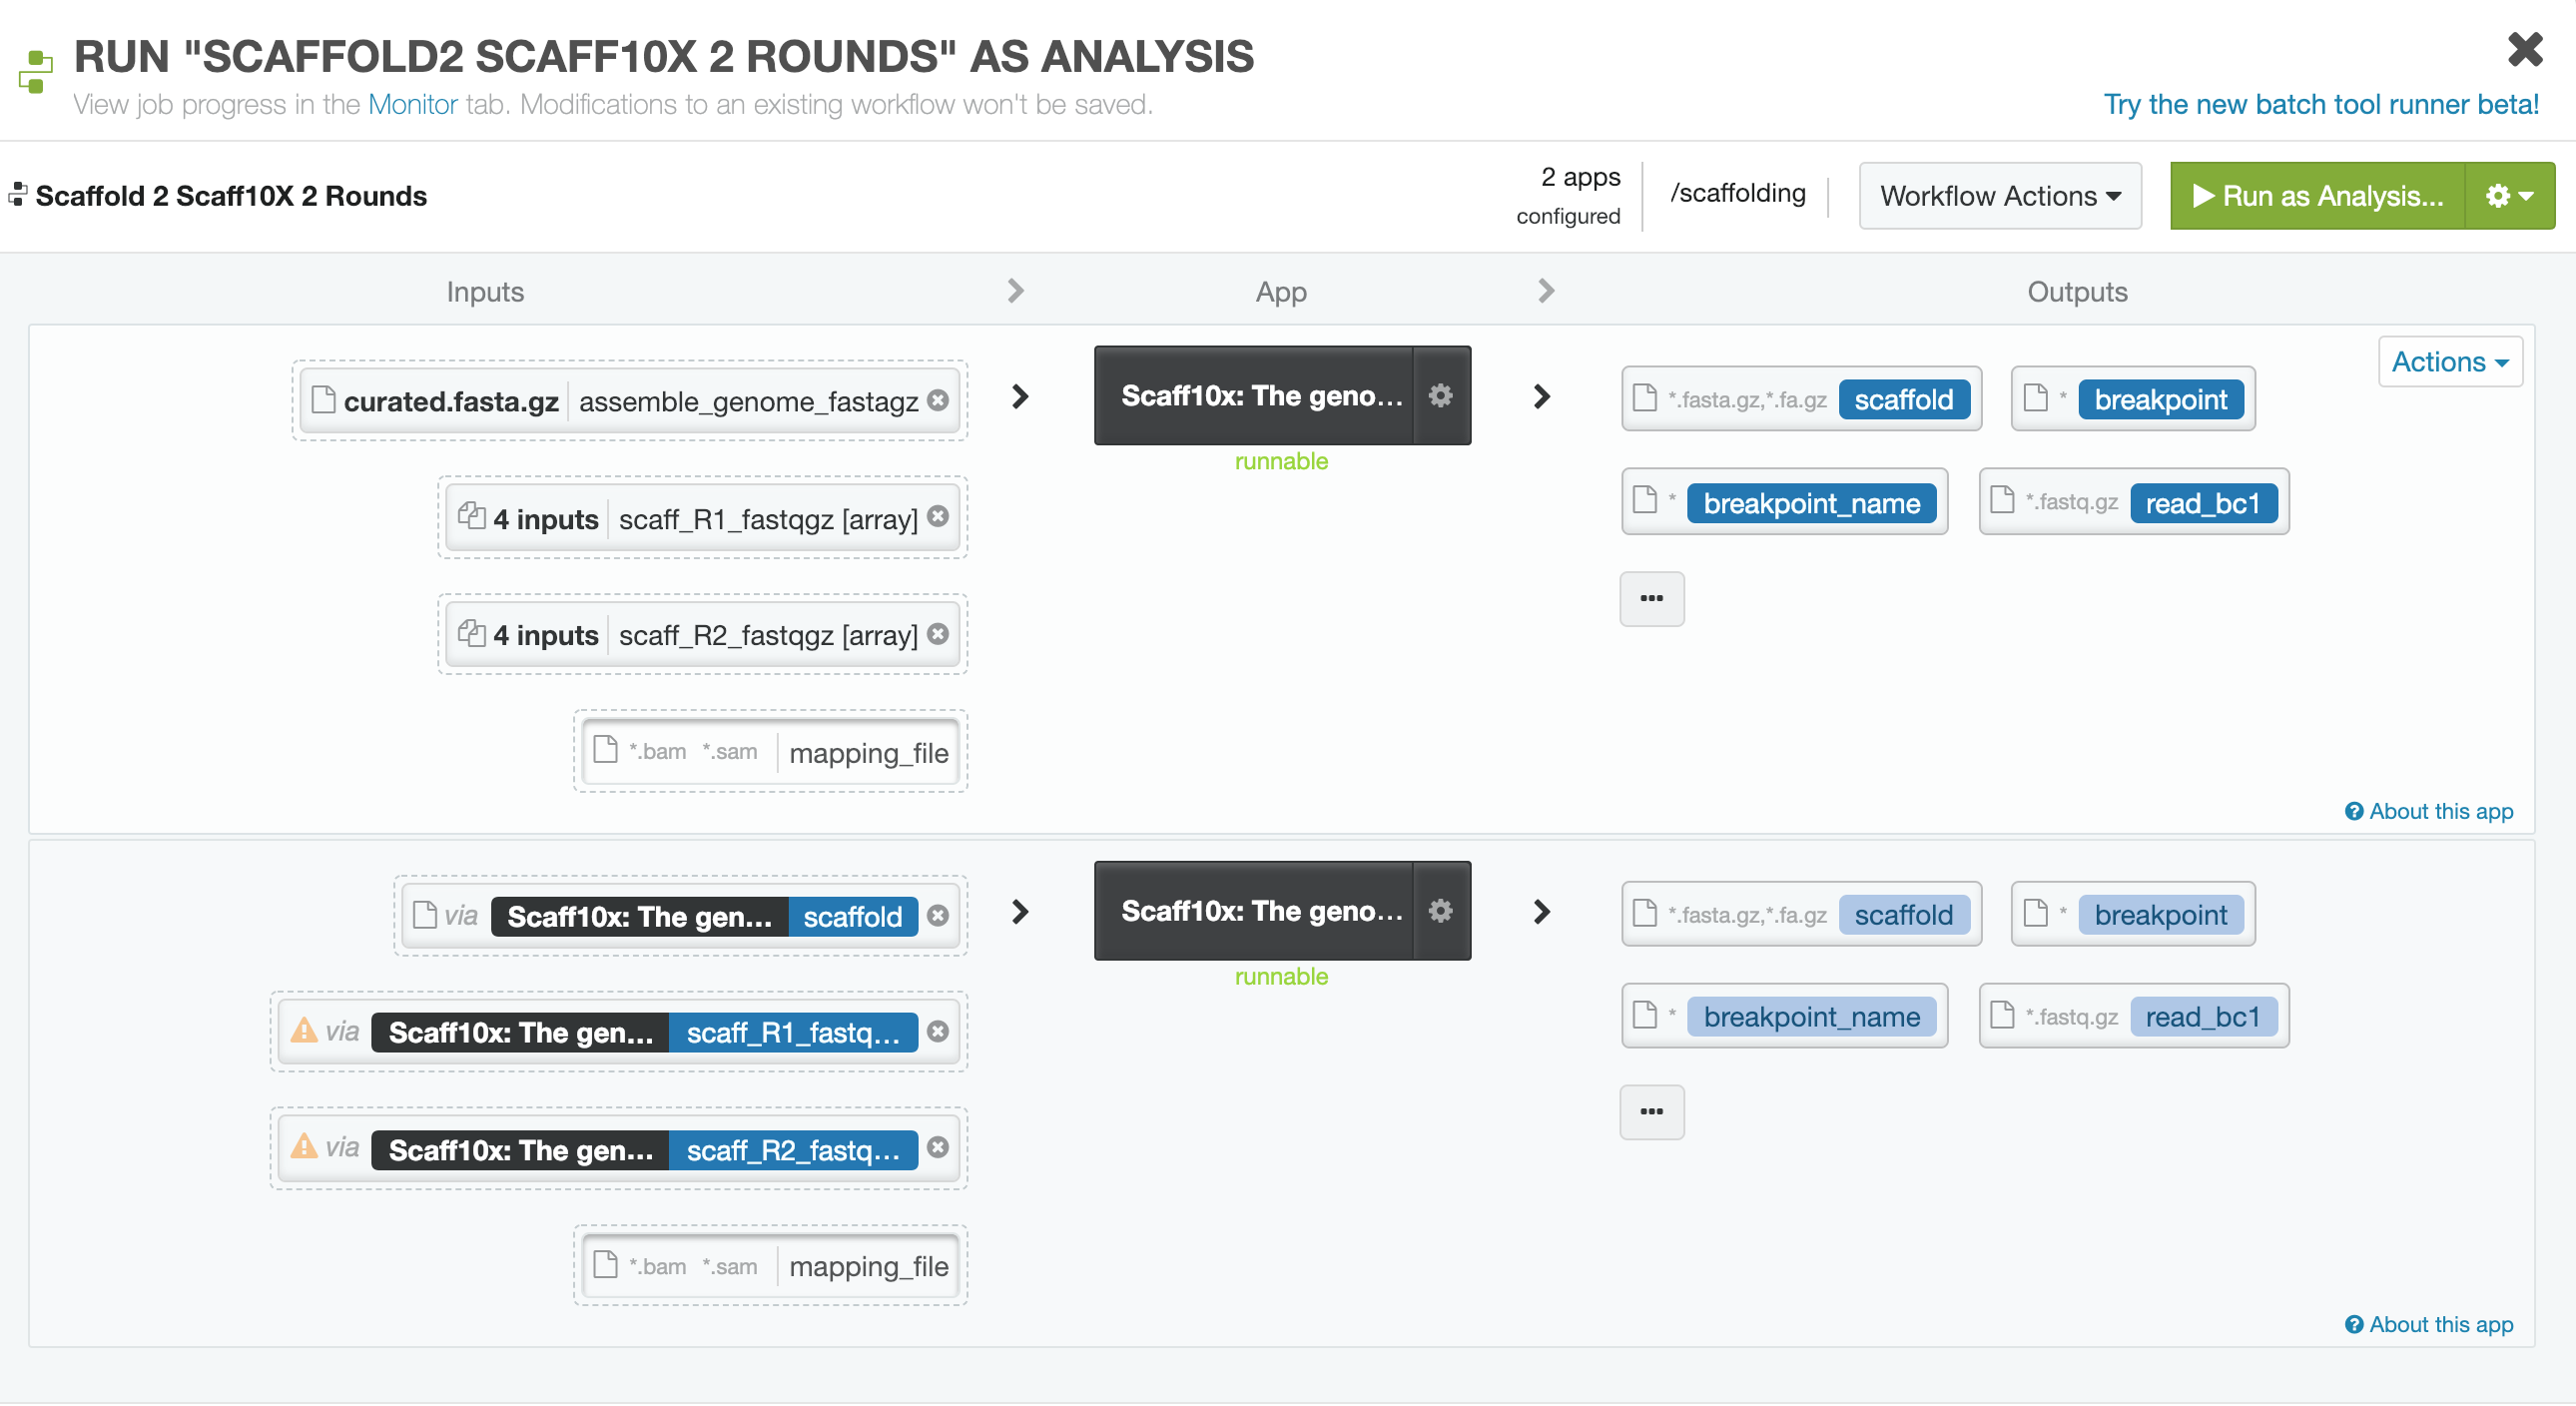 RUN "SCAFFOLD2 SCAFF10X 2 ROUNDS" AS ANALYSIS
View job progress in the Monitor tab. Modifications to an existing workflow won't be saved.
Try the new batch tool runner beta!
Scaffold 2 Scaff10X 2 Rounds
2 apps
configured
/scaffolding
Workflow Actions
Run as Analysis...
Inputs
App
Outputs
Actions
curated.fasta.gz assemble_genome_fastagz
Scaff10x: The geno...
runnable
*.fasta.gz,*.fa.gz scaffold
* breakpoint
4 inputs scaff_R1_fastqgz [array]
* breakpoint_name
*.fastq.gz read_bc1
4 inputs scaff_R2_fastqgz [array]
...
*.bam *.sam mapping_file
About this app
via Scaff10x: The gen... scaffold
Scaff10x: The geno...
runnable
*.fasta.gz,*.fa.gz scaffold
* breakpoint
via Scaff10x: The gen... scaff_R1_fastq...
* breakpoint_name
*.fastq.gz read_bc1
via Scaff10x: The gen... scaff_R2_fastq...
...
*.bam *.sam mapping_file
About this app